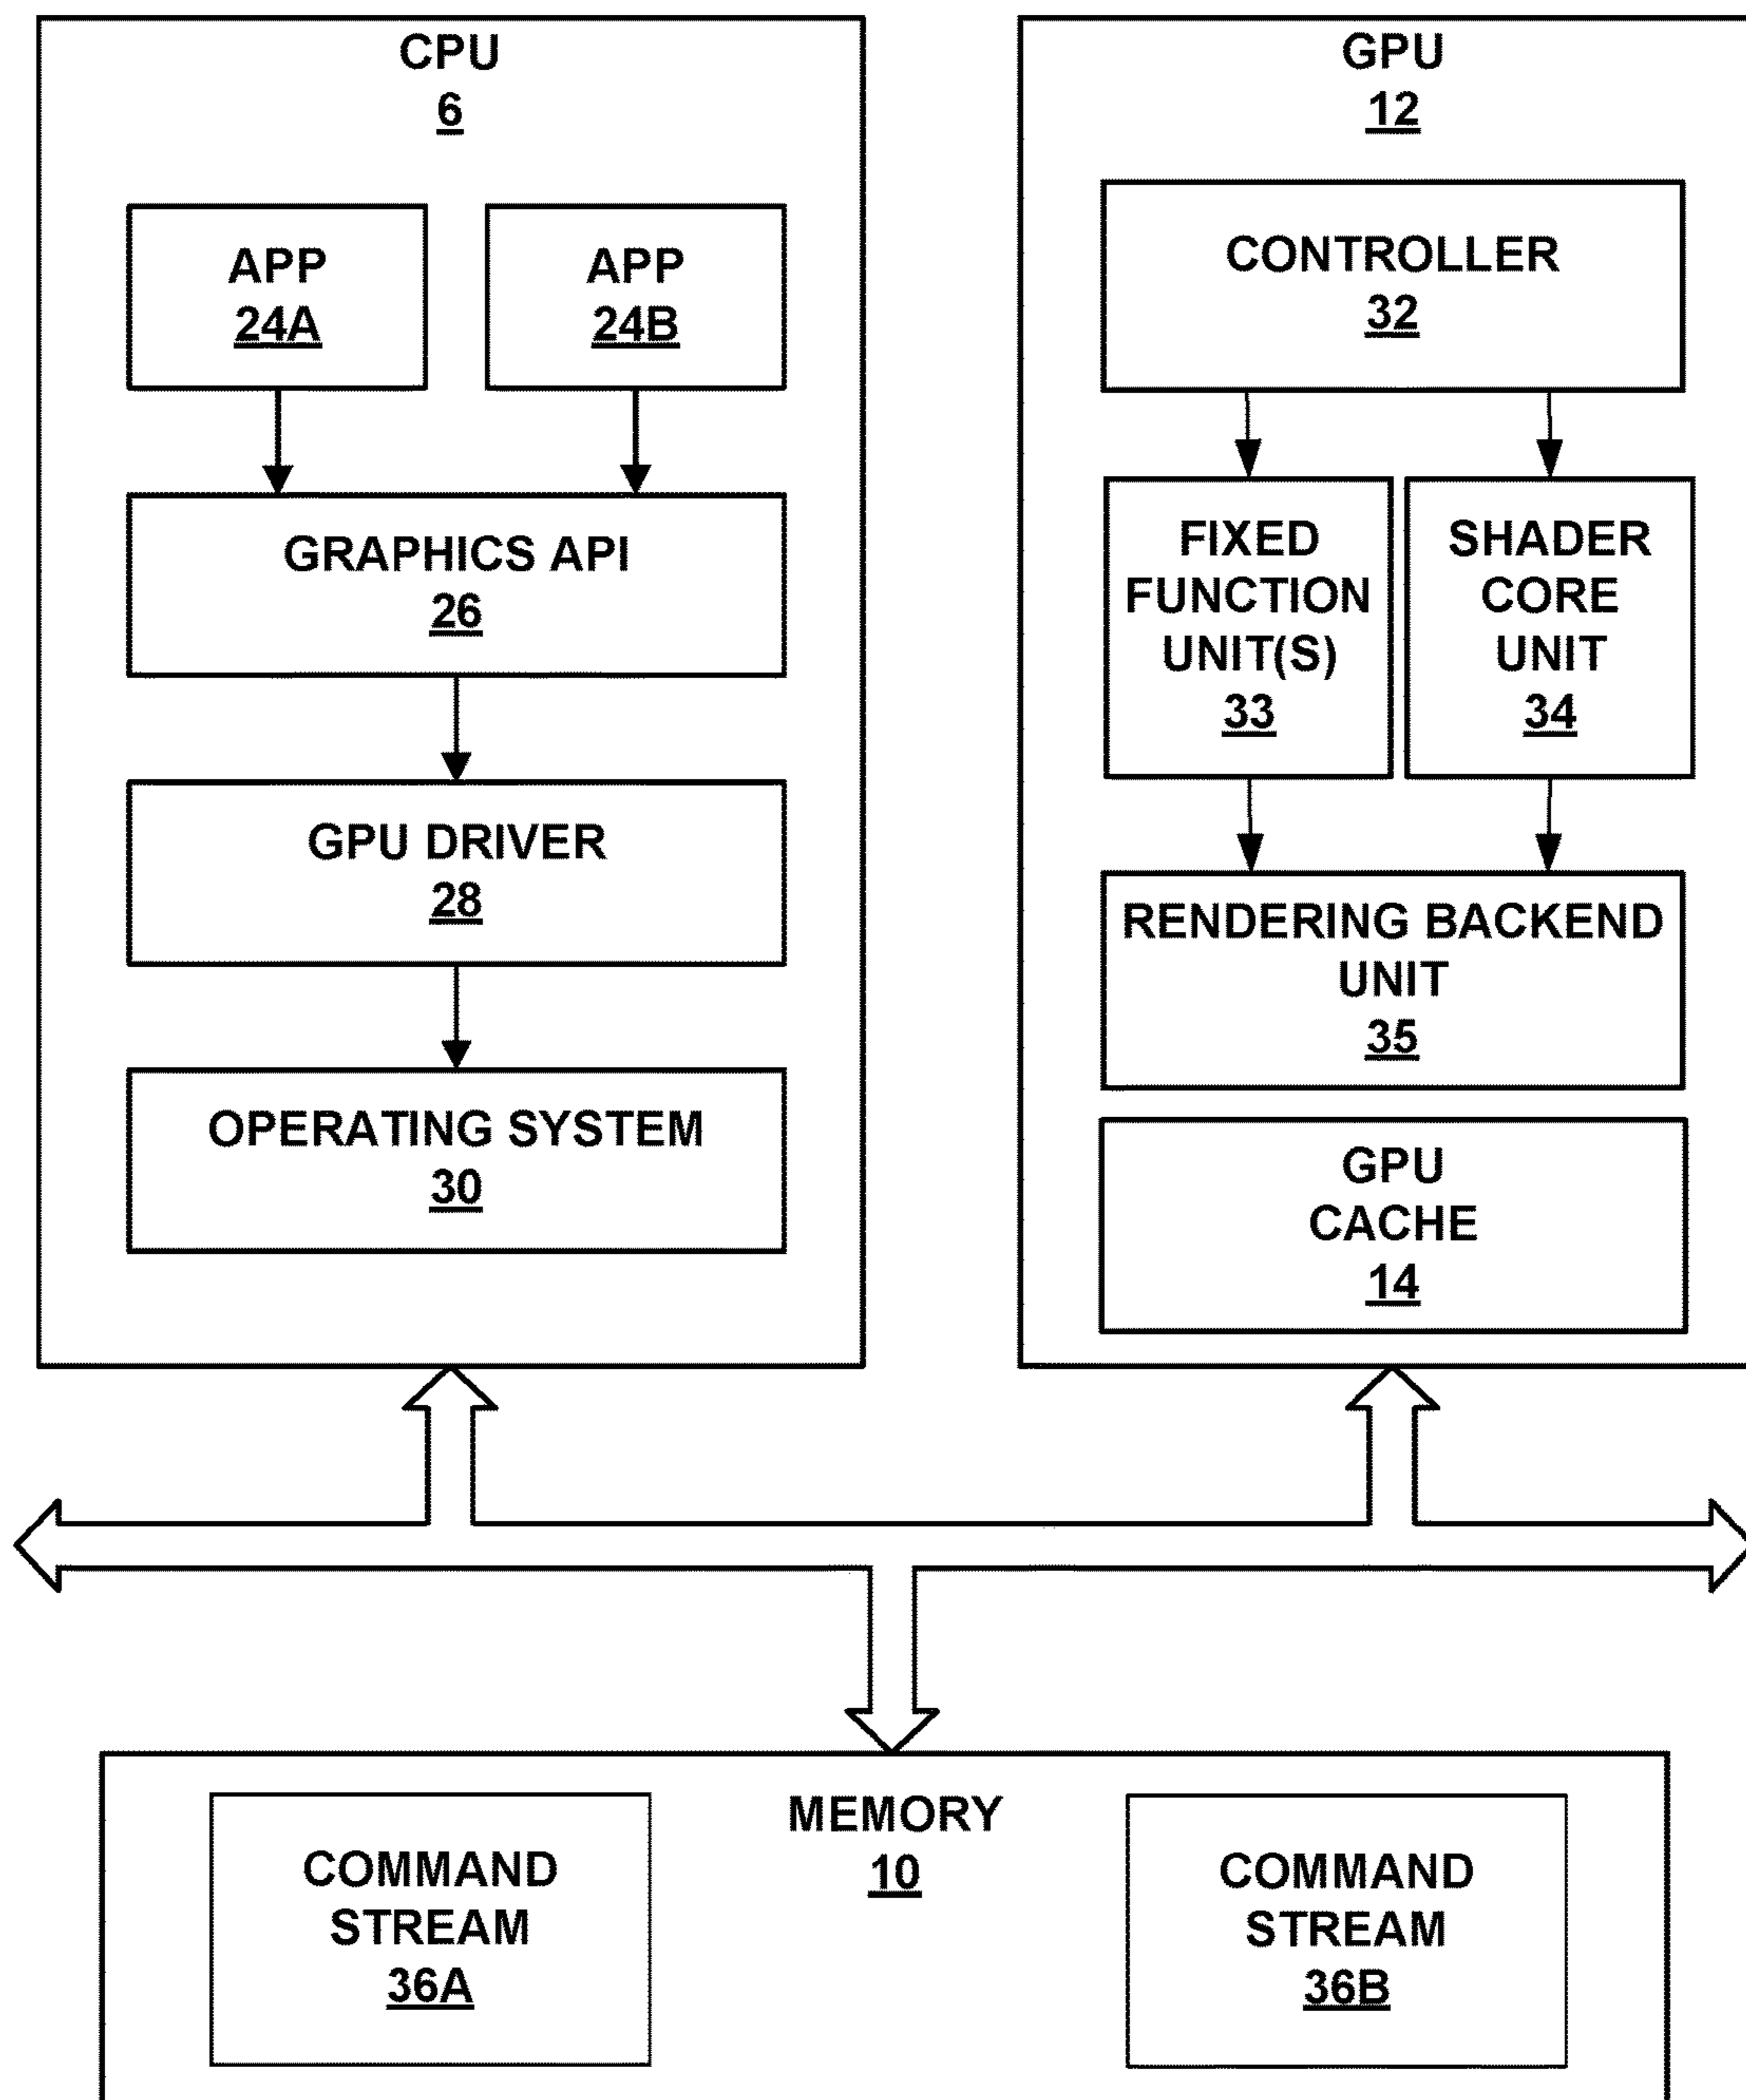 CPU
6
APP
24A
APP
24B
GRAPHICS API
26
GPU DRIVER
28
OPERATING SYSTEM
30
GPU
12
CONTROLLER
32
FIXED
FUNCTION
UNIT(S)
33
SHADER
CORE
UNIT
34
RENDERING BACKEND
UNIT
35
GPU
CACHE
14
MEMORY
10
COMMAND
STREAM
36A
COMMAND
STREAM
36B